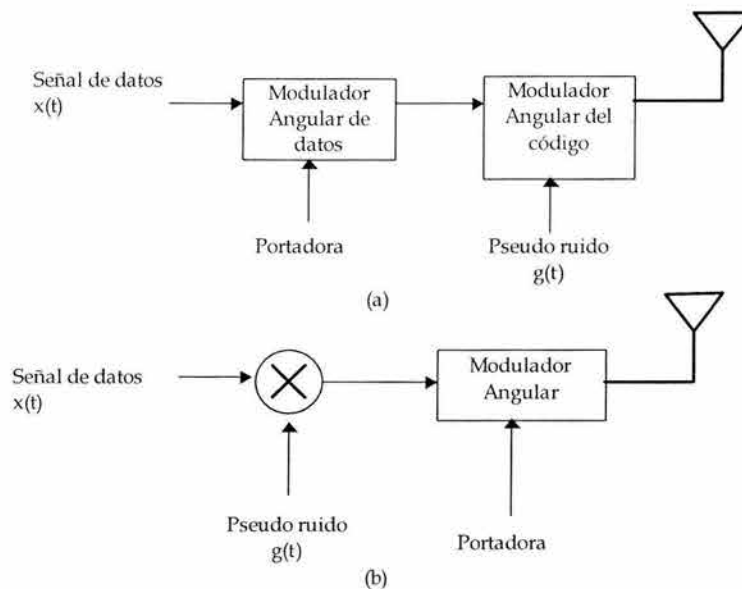 Señal de datos
x(t)
Modulador
Angular de
datos
Modulador
Angular del
código
Portadora
Pseudo ruido
g(t)
(a)
Señal de datos
x(t)
Modulador
Angular
Pseudo ruido
g(t)
Portadora
(b)